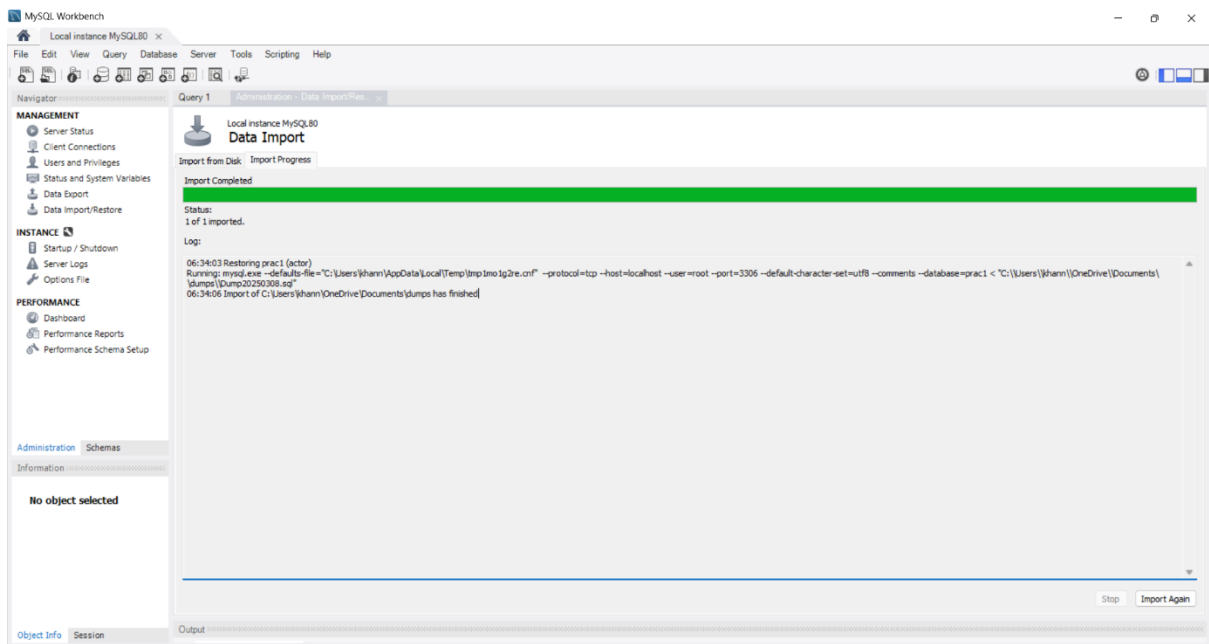 MySQL Workbench
Local instance MySQL80
File Edit View Query Database Server Tools Scripting Help
Navigator
MANAGEMENT
Server Status
Client Connections
Users and Privileges
Status and System Variables
Data Export
Data Import/Restore
INSTANCE
Startup / Shutdown
Server Logs
Options File
PERFORMANCE
Dashboard
Performance Reports
Performance Schema Setup
Administration Schemas
Information
No object selected
Object Info Session
Query 1 Administration - Data Import/Res...
Local instance MySQL80
Data Import
Import from Disk Import Progress
Import Completed
Status:
1 of 1 imported.
Log:
06:34:03 Restoring prac1 (actor)
Running: mysql.exe --defaults-file="C:\Users\khann\AppData\Local\Temp\tmp1mo1g2re.cnf" --protocol=tcp --host=localhost --user=root --port=3306 --default-character-set=utf8 --comments --database=prac1 < "C:\\Users\\khann\\OneDrive\\Documents\
\dumps\\Dump20250308.sql"
06:34:06 Import of C:\Users\khann\OneDrive\Documents\dumps has finished
Stop Import Again
Output